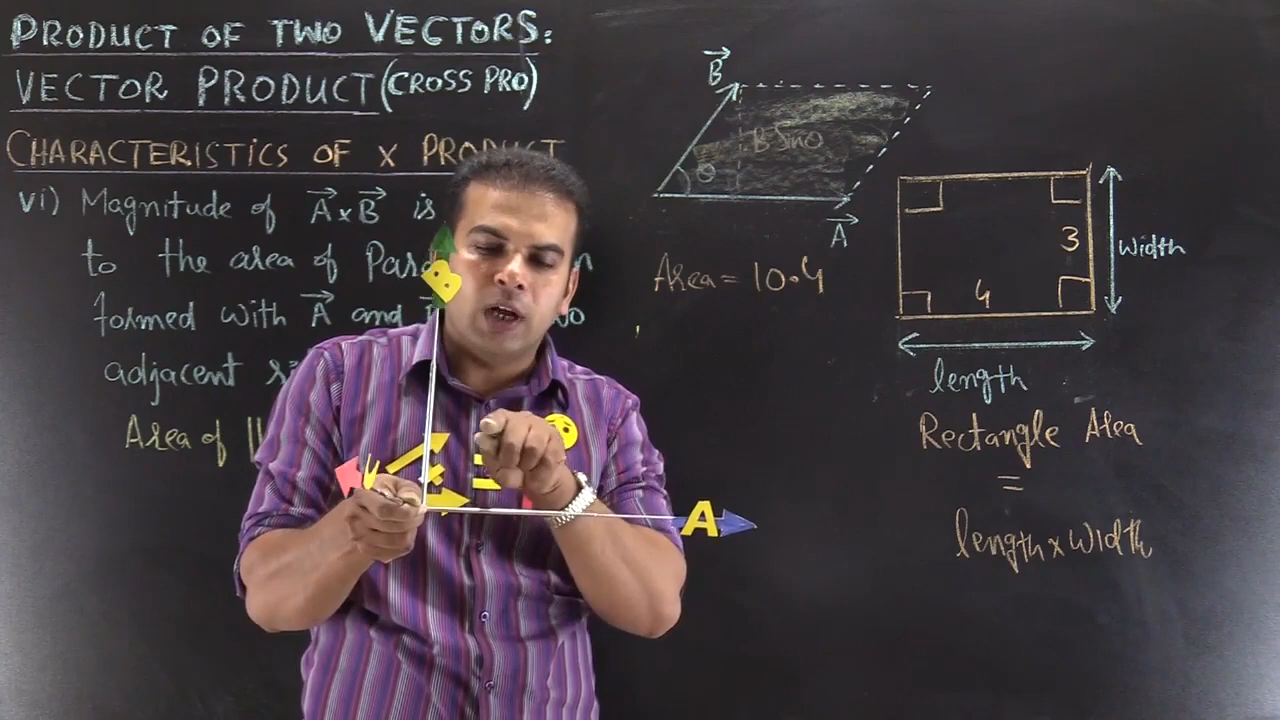 PRODUCT OF TWO VECTORS:
VECTOR PRODUCT (CROSS PRO)
CHARACTERISTICS OF X PRODUCT
vi) Magnitude of A⃗ x B⃗ is
to the area of
formed with A⃗ and
adjacent
Area of ||
B⃗
B Sinθ
θ
A⃗
Area = 10.4
3
width
4
length
Rectangle Area
=
length x width
B
A